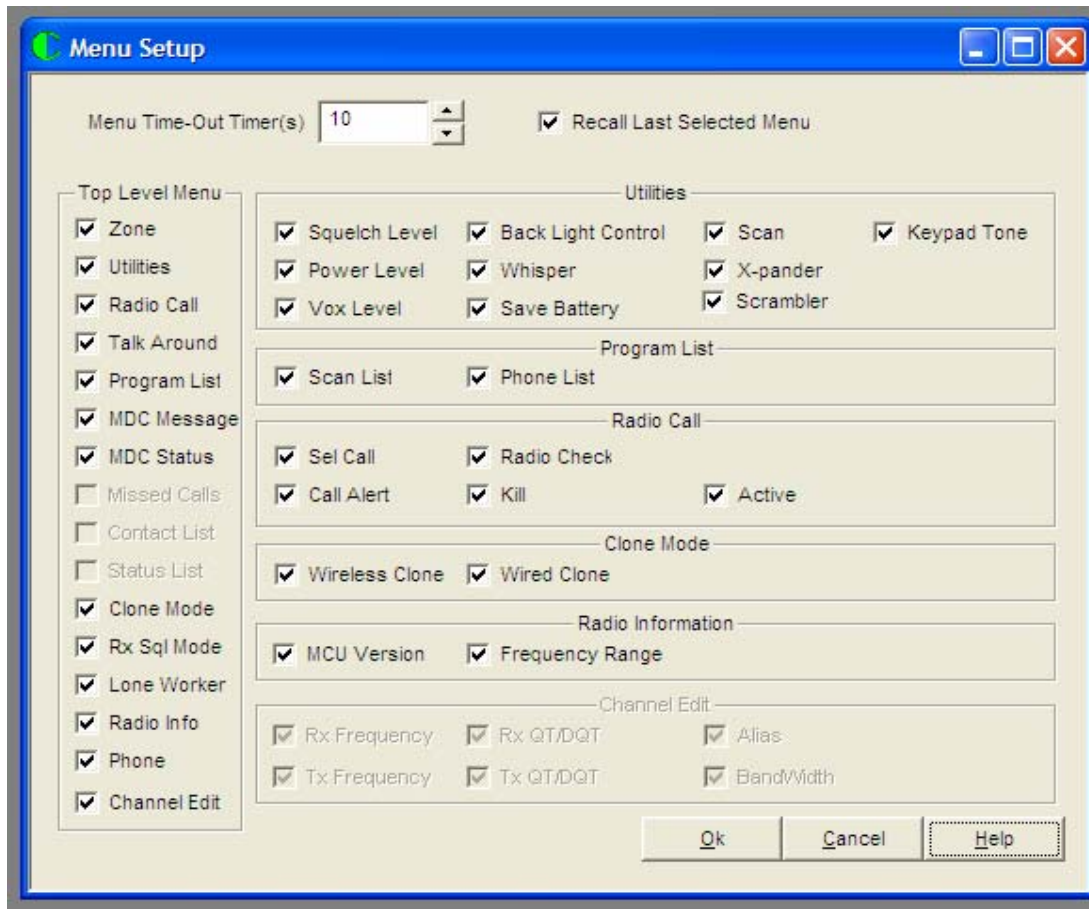 Menu Setup
Menu Time-Out Timer(s) 10 Recall Last Selected Menu
Top Level Menu
Zone
Utilities
Radio Call
Talk Around
Program List
MDC Message
MDC Status
Missed Calls
Contact List
Status List
Clone Mode
Rx Sql Mode
Lone Worker
Radio Info
Phone
Channel Edit
Utilities
Squelch Level Back Light Control Scan Keypad Tone
Power Level Whisper X-pander
Vox Level Save Battery Scrambler
Program List
Scan List Phone List
Radio Call
Sel Call Radio Check
Call Alert Kill Active
Clone Mode
Wireless Clone Wired Clone
Radio Information
MCU Version Frequency Range
Channel Edit
Rx Frequency Rx QT/DQT Alias
Tx Frequency Tx QT/DQT BandWidth
Ok Cancel Help